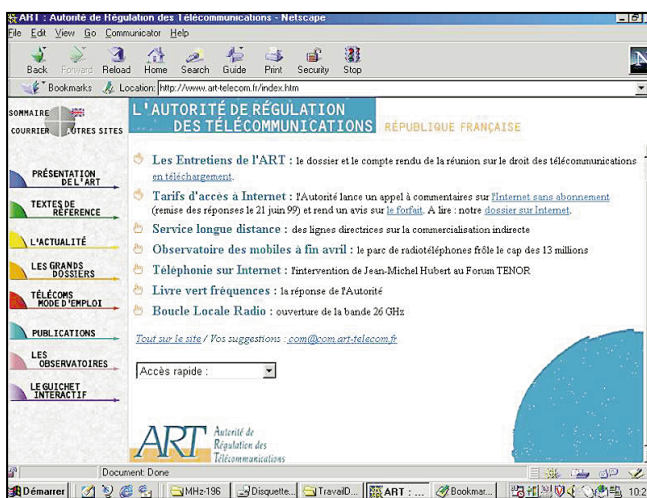 ART : Autorité de Régulation des Télécommunications - Netscape
File Edit View Go Communicator Help
Back Forward Reload Home Search Guide Print Security Stop
Bookmarks Location: http://www.art-telecom.fr/index.htm
SOMMAIRE
COURRIER AUTRES SITES
L'AUTORITÉ DE RÉGULATION
DES TÉLÉCOMMUNICATIONS RÉPUBLIQUE FRANÇAISE
PRÉSENTATION
DE L'ART
TEXTES DE
RÉFÉRENCE
L'ACTUALITÉ
LES GRANDS
DOSSIERS
TÉLÉCOMS
MODE D'EMPLOI
PUBLICATIONS
LES
OBSERVATOIRES
LE GUICHET
INTERACTIF
Les Entretiens de l'ART : le dossier et le compte rendu de la réunion sur le droit des télécommunications
en téléchargement.
Tarifs d'accès à Internet : l'Autorité lance un appel à commentaires sur l'Internet sans abonnement
(remise des réponses le 21 juin 99) et rend un avis sur le forfait. A lire : notre dossier sur Internet.
Service longue distance : des lignes directrices sur la commercialisation indirecte
Observatoire des mobiles à fin avril : le parc de radiotéléphones frôle le cap des 13 millions
Téléphonie sur Internet : l'intervention de Jean-Michel Hubert au Forum TENOR
Livre vert fréquences : la réponse de l'Autorité
Boucle Locale Radio : ouverture de la bande 26 GHz
Tout sur le site / Vos suggestions : com@com.art-telecom.fr
Accès rapide :
ART Autorité de
Régulation des
Télécommunications
Document: Done
Démarrer MHz-196 Disquette... TravailD... ART : ... Bookmar... 10:2